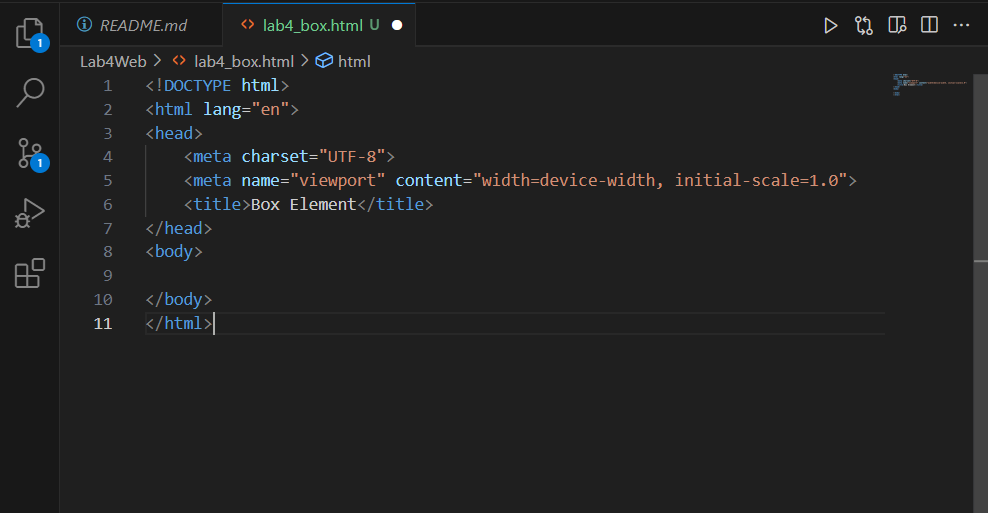 README.md
lab4_box.html U
Lab4Web > lab4_box.html > html
1 <!DOCTYPE html>
2 <html lang="en">
3 <head>
4     <meta charset="UTF-8">
5     <meta name="viewport" content="width=device-width, initial-scale=1.0">
6     <title>Box Element</title>
7 </head>
8 <body>
9
10 </body>
11 </html>
1
1